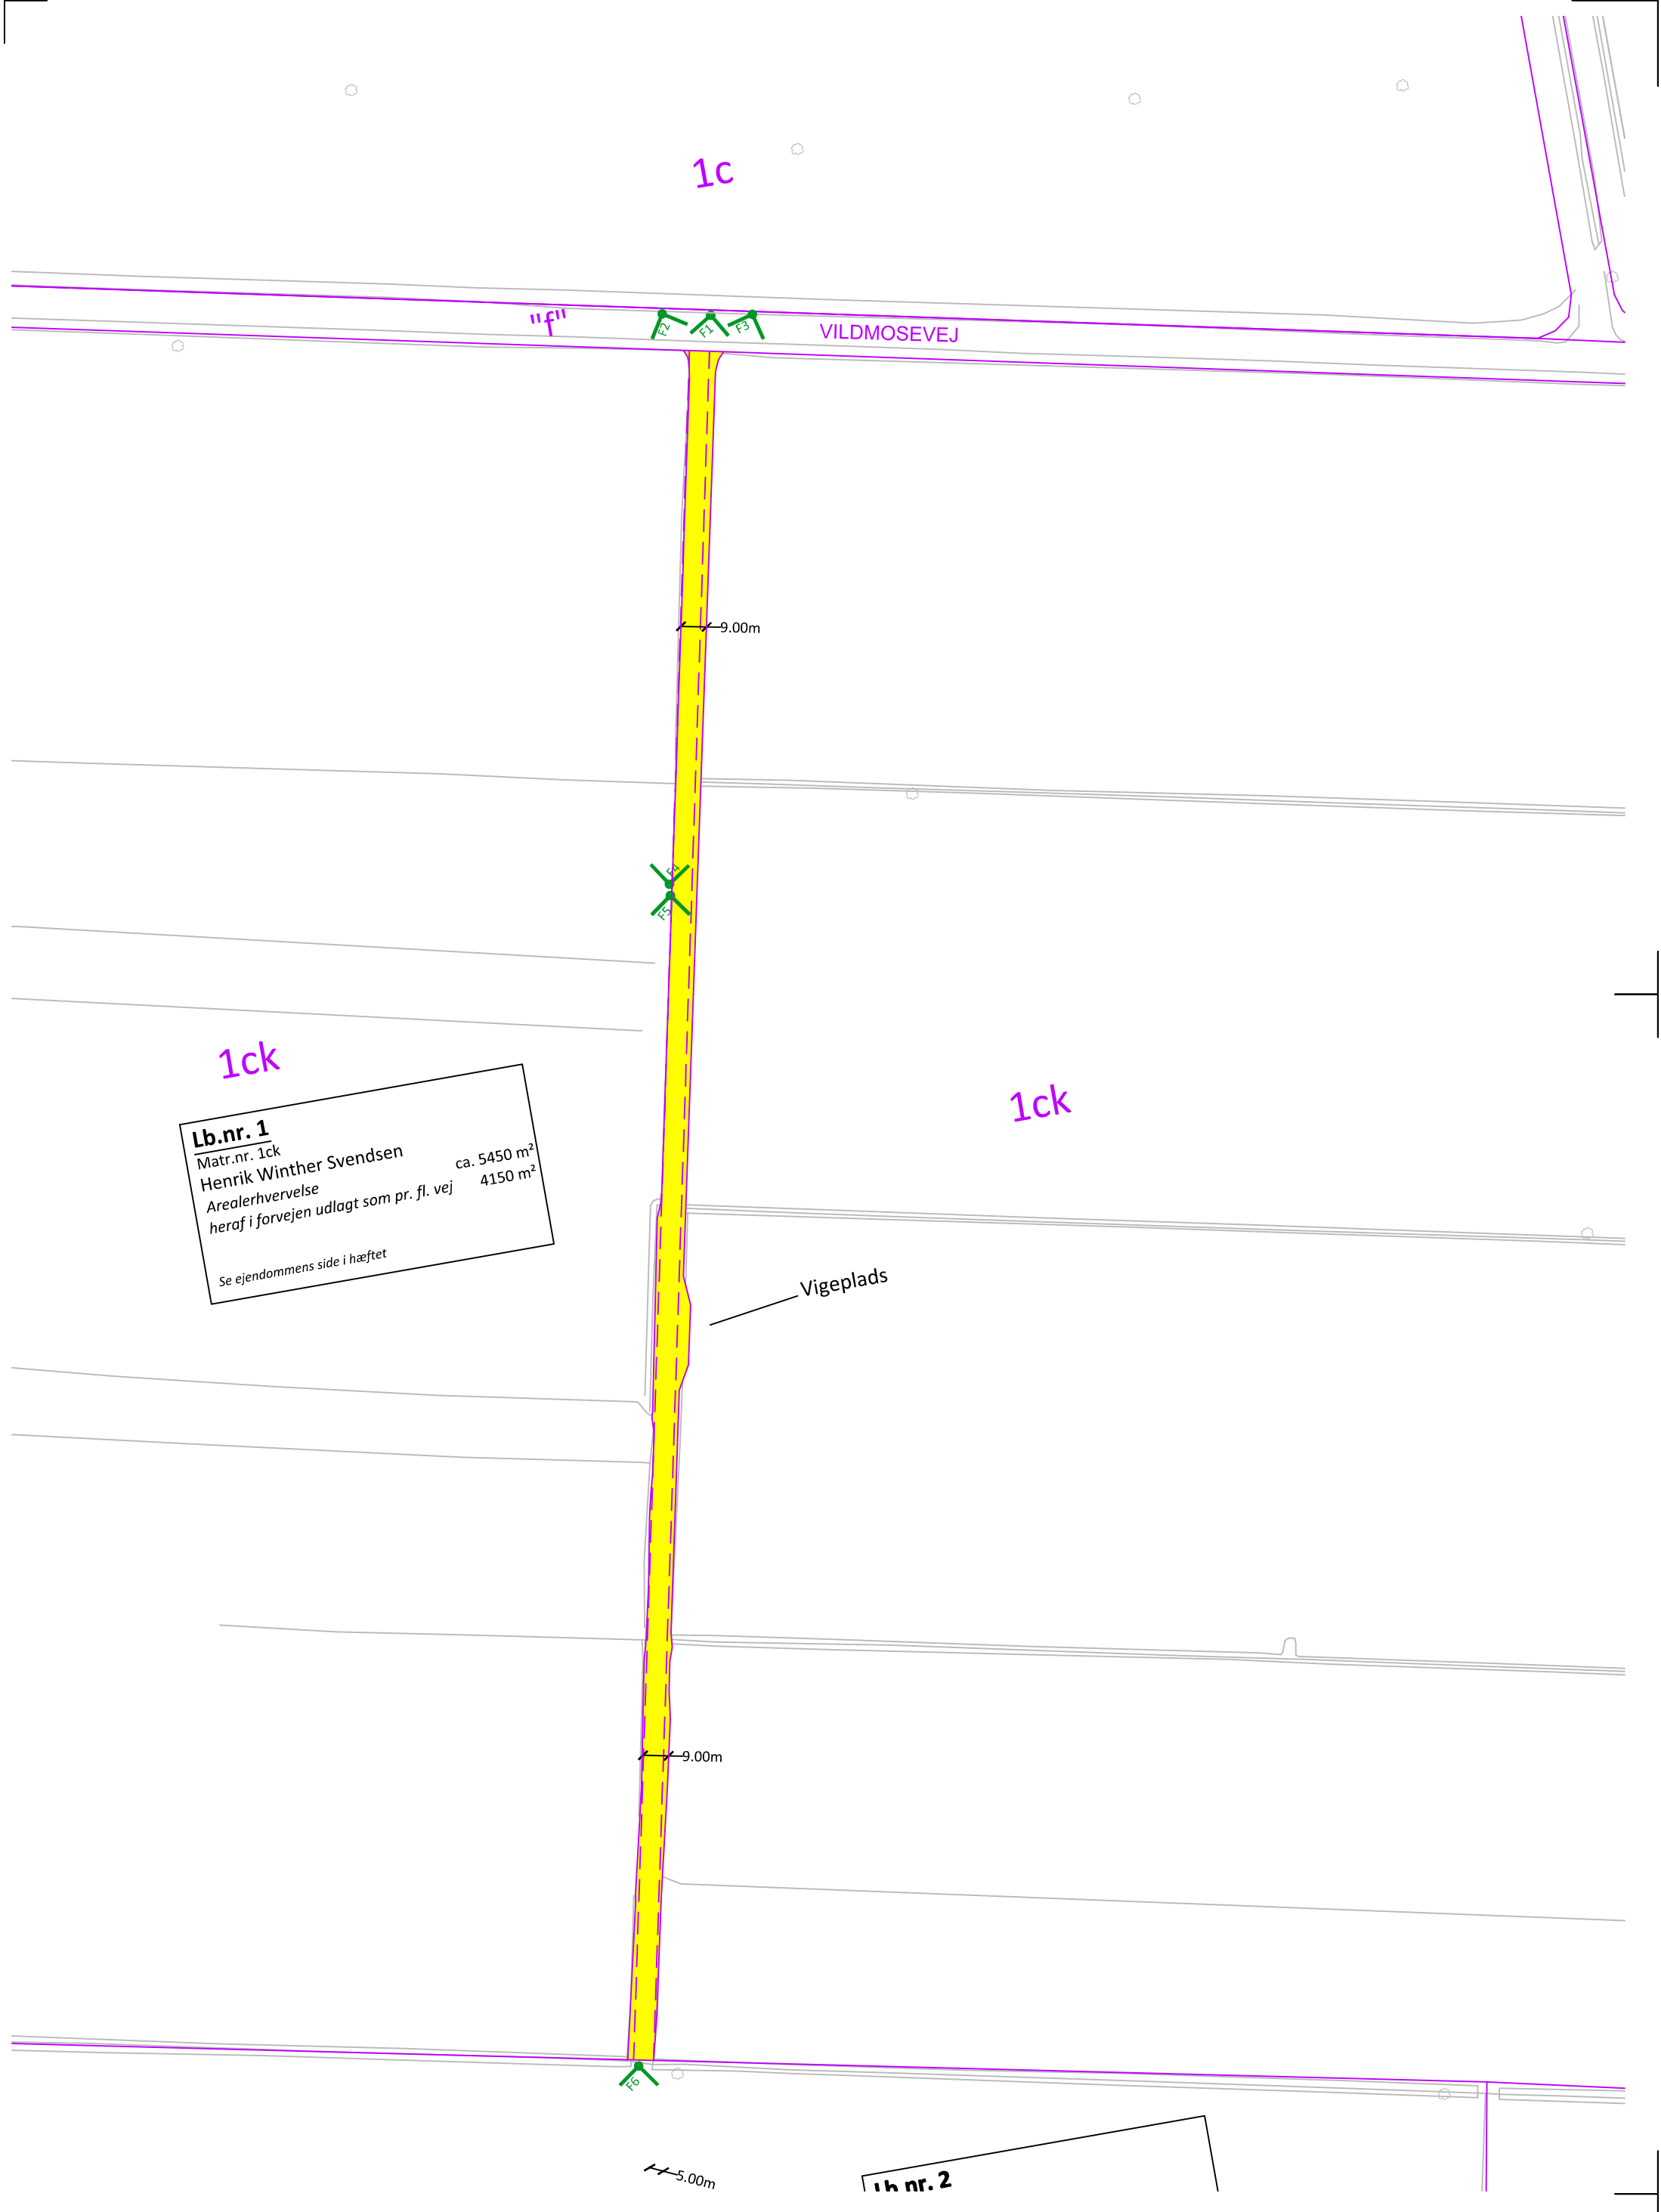 1c
"f"
F2
F1
F3
VILDMOSEVEJ
9.00m
F4
F5
1ck
1ck
Lb.nr. 1
Matr.nr. 1ck
Henrik Winther Svendsen
Arealerhvervelse ca. 5450 m²
heraf i forvejen udlagt som pr. fl. vej 4150 m²
Se ejendommens side i hæftet
Vigeplads
9.00m
F6
5.00m
Lb.nr. 2